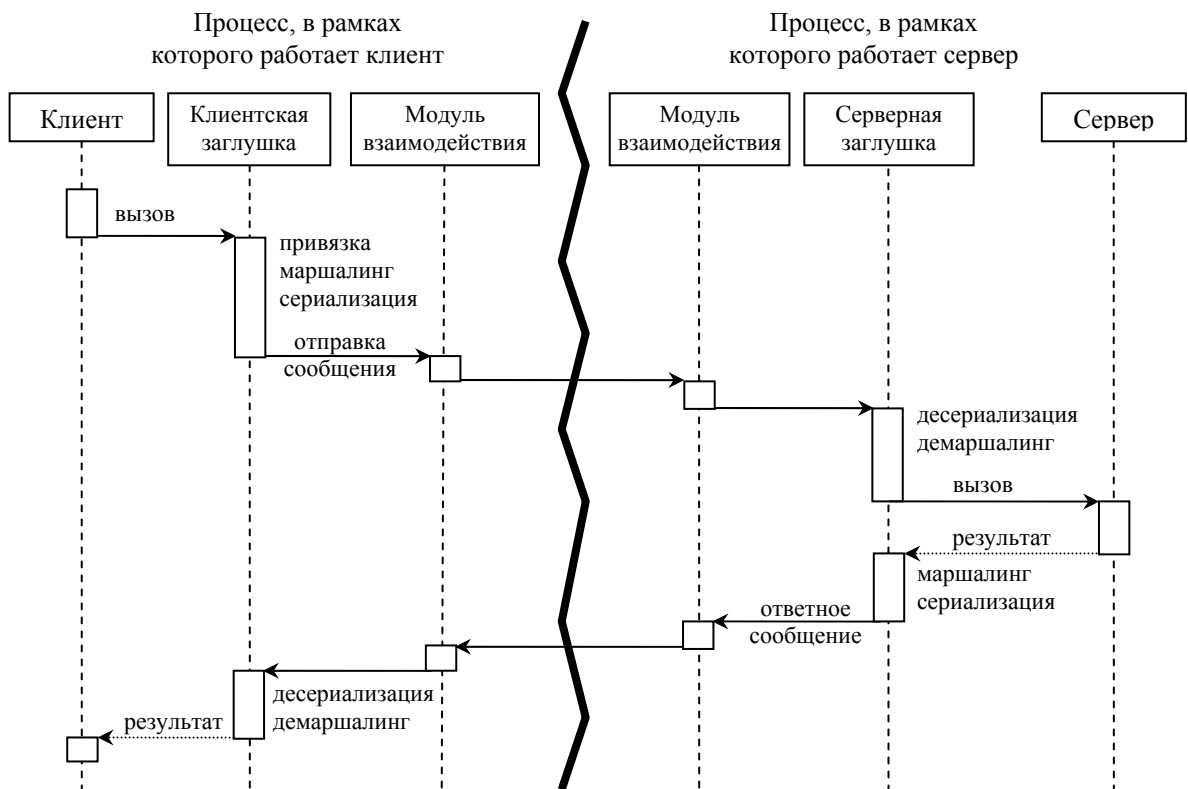 Процесс, в рамках
которого работает клиент
Процесс, в рамках
которого работает сервер
Клиент
Клиентская
заглушка
Модуль
взаимодействия
Модуль
взаимодействия
Серверная
заглушка
Сервер
вызов
привязка
маршалинг
сериализация
отправка
сообщения
десериализация
демаршалинг
вызов
результат
маршалинг
сериализация
ответное
сообщение
десериализация
демаршалинг
результат